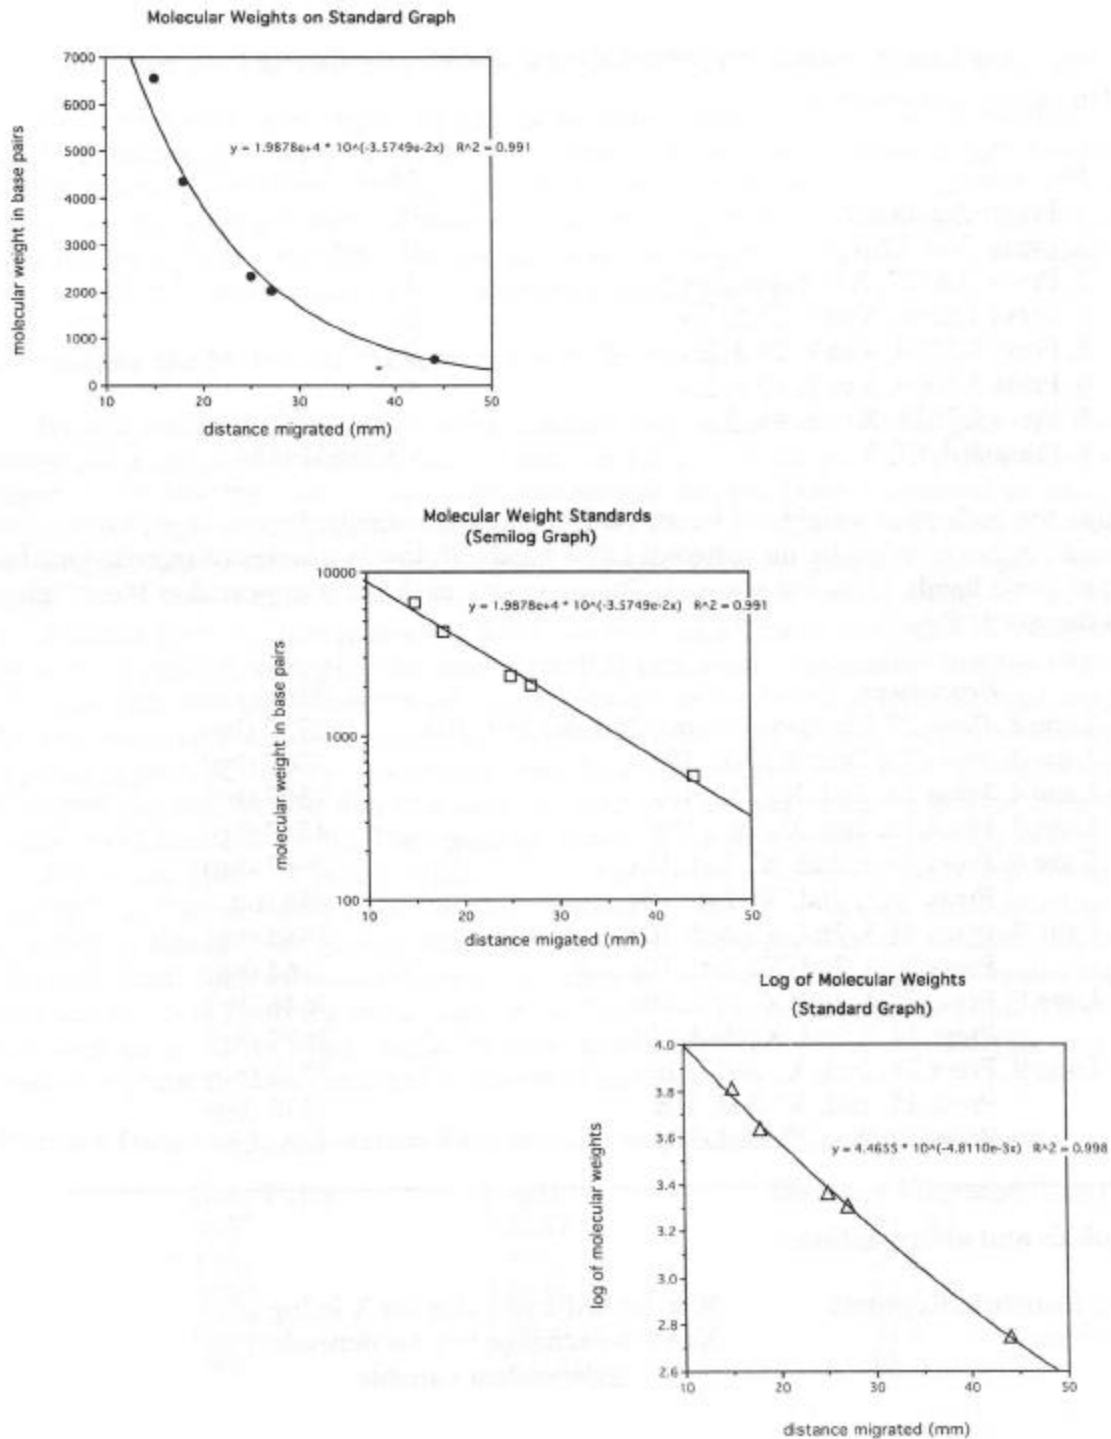 Molecular Weights on Standard Graph
7000
6000
5000
4000
3000
2000
1000
0
10 20 30 40 50
molecular weight in base pairs
y = 1.9878e+4 * 10^(-3.5749e-2x) R^2 = 0.991
distance migrated (mm)
Molecular Weight Standards
(Semilog Graph)
10000
1000
100
10 20 30 40 50
molecular weight in base pairs
y = 1.9878e+4 * 10^(-3.5749e-2x) R^2 = 0.991
distance migated (mm)
Log of Molecular Weights
(Standard Graph)
4.0
3.8
3.6
3.4
3.2
3.0
2.8
2.6
10 20 30 40 50
log of molecular weights
y = 4.4655 * 10^(-4.8110e-3x) R^2 = 0.998
distance migrated (mm)